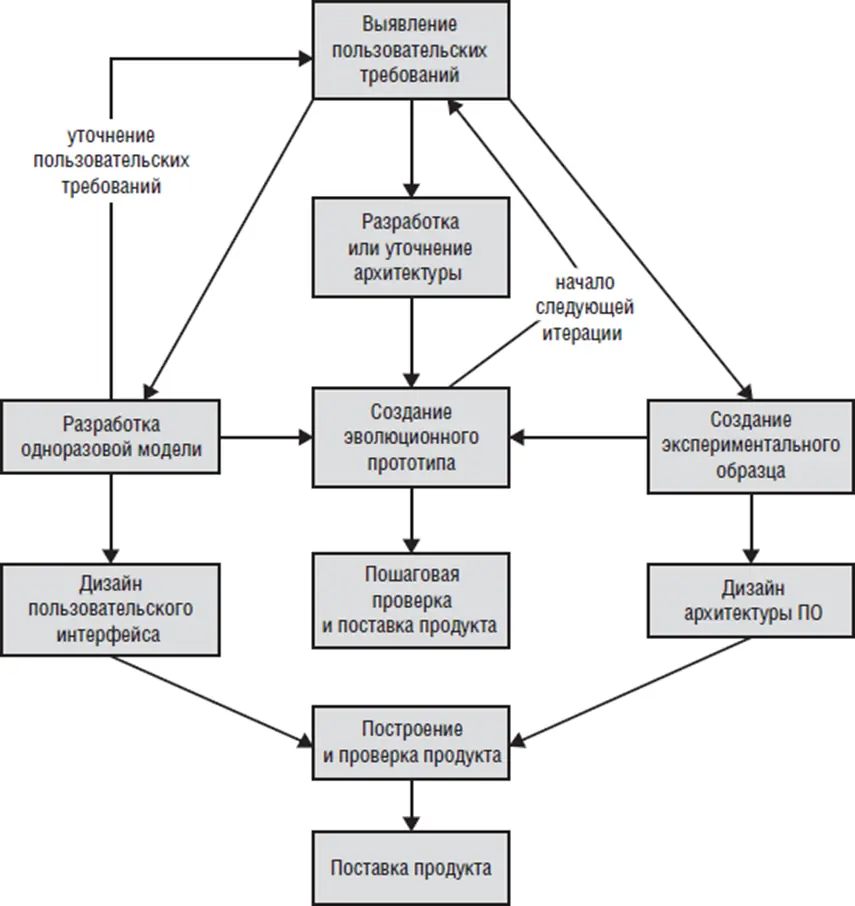 Выявление
пользовательских
требований
уточнение
пользовательских
требований
Разработка
или уточнение
архитектуры
начало
следующей
итерации
Разработка
одноразовой модели
Создание
эволюционного
прототипа
Создание
экспериментального
образца
Дизайн
пользовательского
интерфейса
Пошаговая
проверка
и поставка продукта
Дизайн
архитектуры ПО
Построение
и проверка продукта
Поставка продукта